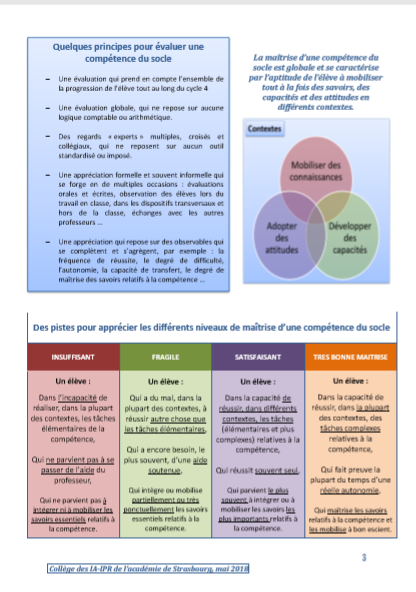 Quelques principes pour évaluer une
compétence du socle
– Une évaluation qui prend en compte l'ensemble de
la progression de l'élève tout au long du cycle 4
– Une évaluation globale, qui ne repose sur aucune
logique comptable ou arithmétique.
– Des regards « experts » multiples, croisés et
collégiaux, qui ne reposent sur aucun outil
standardisé ou imposé.
– Une appréciation formelle et souvent informelle qui
se forge en de multiples occasions : évaluations
orales et écrites, observation des élèves lors du
travail en classe, dans les dispositifs transversaux et
hors de la classe, échanges avec les autres
professeurs ...
– Une appréciation qui repose sur des observables qui
se complètent et s'agrègent, par exemple : la
fréquence de réussite, le degré de difficulté,
l'autonomie, la capacité de transfert, le degré de
maîtrise des savoirs relatifs à la compétence ...
La maîtrise d'une compétence du
socle est globale et se caractérise
par l'aptitude de l'élève à mobiliser
tout à la fois des savoirs, des
capacités et des attitudes en
différents contextes.
Contextes
Mobiliser des
connaissances
Adopter
des
attitudes
Développer
des
capacités
Des pistes pour apprécier les différents niveaux de maîtrise d'une compétence du socle
INSUFFISANT
Un élève :
Dans l'incapacité de
réaliser, dans la plupart
des contextes, les tâches
élémentaires de la
compétence,
Qui ne parvient pas à se
passer de l'aide du
professeur,
Qui ne parvient pas à
intégrer ni à mobiliser les
savoirs essentiels relatifs à
la compétence.
FRAGILE
Un élève :
Qui a du mal, dans la
plupart des contextes, à
réussir autre chose que
les tâches élémentaires,
Qui a encore besoin, le
plus souvent, d'une aide
soutenue.
Qui intègre ou mobilise
partiellement ou très
ponctuellement les savoirs
essentiels relatifs à la
compétence.
SATISFAISANT
Un élève :
Dans la capacité de
réussir, dans différents
contextes, les tâches
(élémentaires et plus
complexes) relatives à la
compétence,
Qui réussit souvent seul,
Qui parvient le plus
souvent à intégrer ou à
mobiliser les savoirs les
plus importants relatifs à
la compétence.
TRES BONNE MAITRISE
Un élève :
Dans la capacité de
réussir, dans la plupart
des contextes, des
tâches complexes
relatives à la
compétence,
Qui fait preuve la
plupart du temps d'une
réelle autonomie.
Qui maîtrise les savoirs
relatifs à la compétence et
les mobilise à bon escient.
3
Collège des IA-IPR de l'académie de Strasbourg, mai 2018